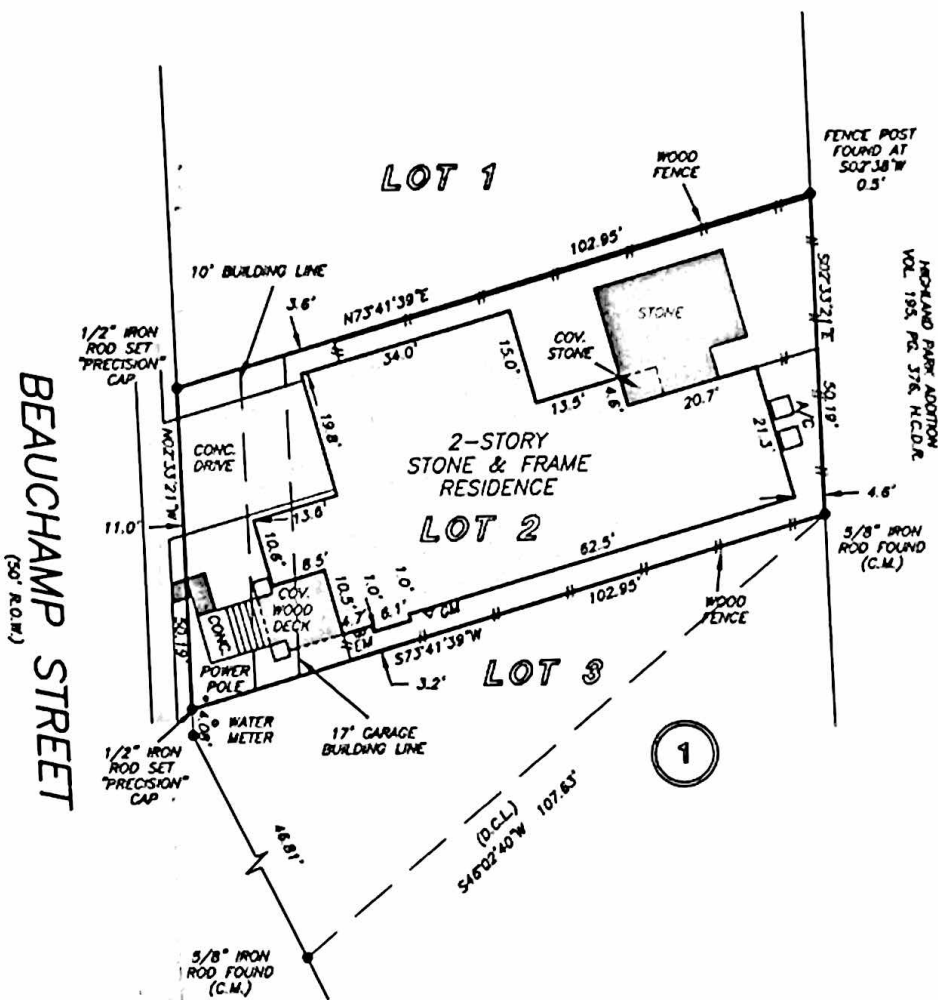 LOT 1
WOOD
FENCE
FENCE POST
FOUND AT
S02°38'W
0.5'
102.95'
10' BUILDING LINE
3.6'
N73°41'39"E
34.0'
STONE
COV.
STONE
15.0'
13.5'
4.6'
20.7'
HIGHLAND PARK ADDITION
VOL. 195, PG. 376, H.C.D.R.
S02°33'21"E
50.19'
A/C
21.3'
4.6'
1/2" IRON
ROD SET
"PRECISION"
CAP
BEAUCHAMP STREET
(50' R.O.W.)
N02°33'21"W
50.19'
CONC.
DRIVE
19.8'
11.0'
13.6'
10.6'
2-STORY
STONE & FRAME
RESIDENCE
LOT 2
62.5'
5/8" IRON
ROD FOUND
(C.M.)
8.5'
COV.
WOOD
DECK
CONC.
10.5'
4.7'
1.0'
6.1'
1.0'
EM
GM
102.95'
S73°41'39"W
WOOD
FENCE
3.2'
LOT 3
POWER
POLE
WATER
METER
4.08'
17' GARAGE
BUILDING LINE
1/2" IRON
ROD SET
"PRECISION"
CAP
1
46.81'
(D.C.L.)
S46°02'40"W 107.63'
5/8" IRON
ROD FOUND
(C.M.)